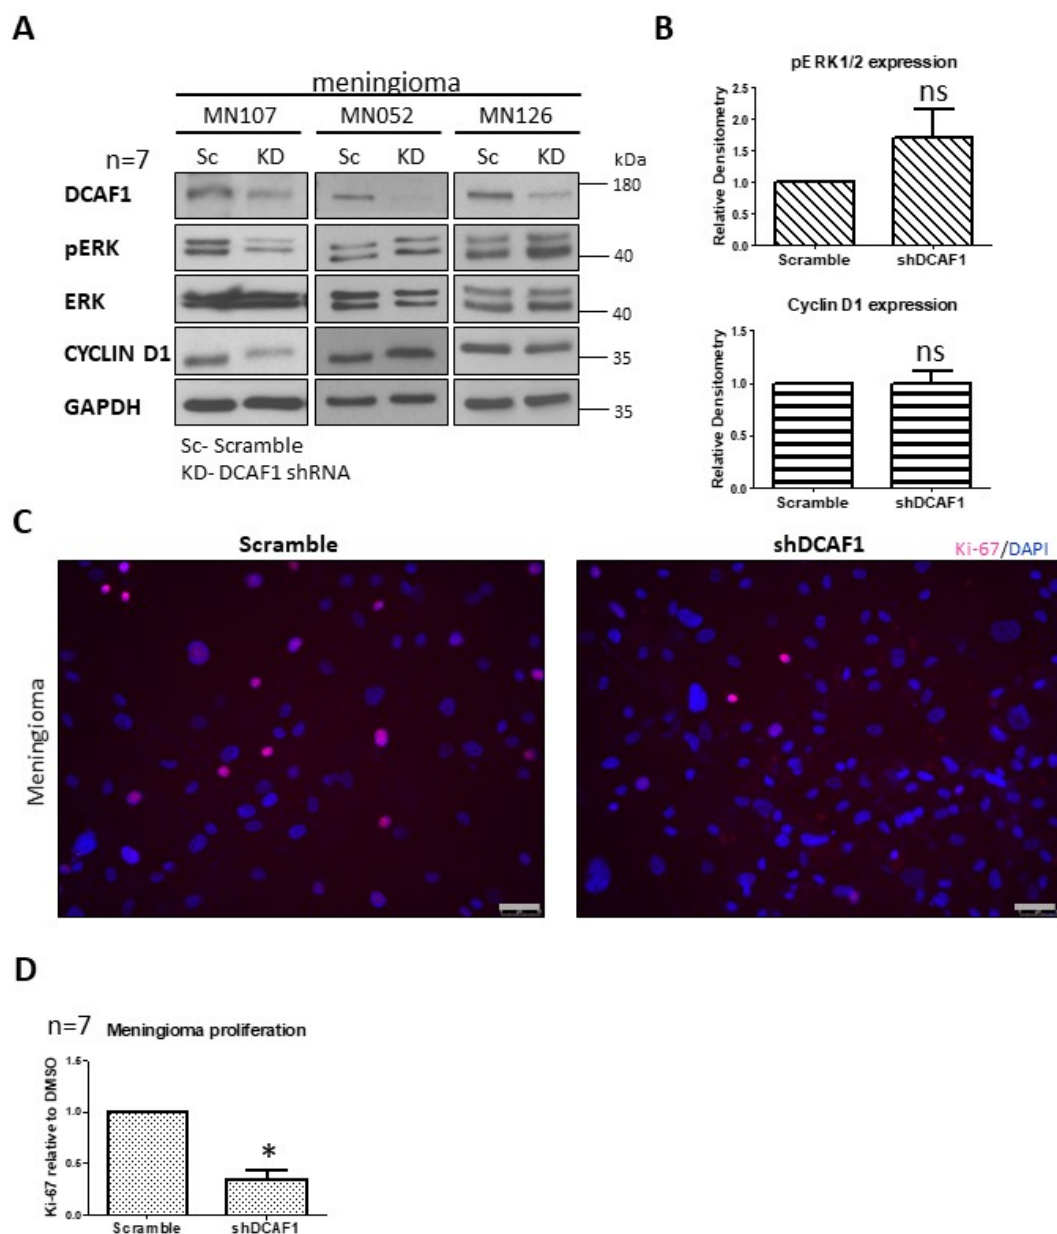 A
meningioma
MN107 MN052 MN126
n=7 Sc KD Sc KD Sc KD kDa
DCAF1 180
pERK 40
ERK 40
CYCLIN D1 35
GAPDH 35
Sc- Scramble
KD- DCAF1 shRNA
B
pERK1/2 expression
Relative Densitometry
2.5
2.0
1.5
1.0
0.5
0.0
ns
Scramble shDCAF1
Cyclin D1 expression
Relative Densitometry
1.5
1.0
0.5
0.0
ns
Scramble shDCAF1
C
Scramble shDCAF1 Ki-67/DAPI
Meningioma
D
n=7 Meningioma proliferation
Ki-67 relative to DMSO
1.5
1.0
0.5
0.0
*
Scramble shDCAF1